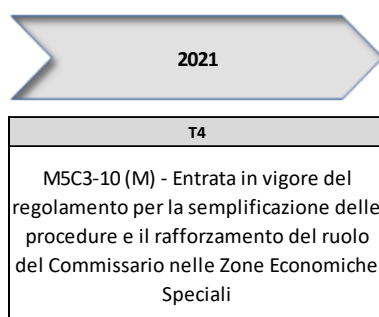 2021
T4
M5C3-10 (M) - Entrata in vigore del
regolamento per la semplificazione delle
procedure e il rafforzamento del ruolo
del Commissario nelle Zone Economiche
Speciali